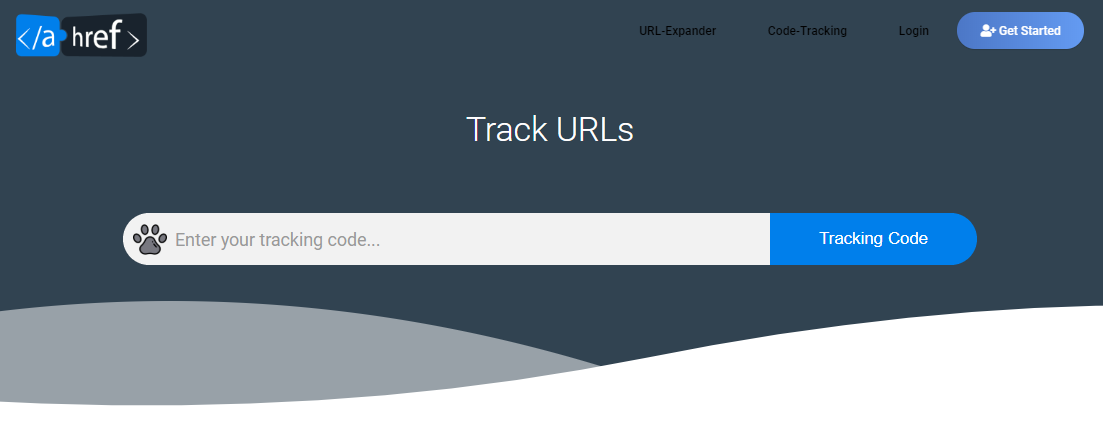 </a href >
URL-Expander Code-Tracking Login Get Started
Track URLs
Enter your tracking code... Tracking Code